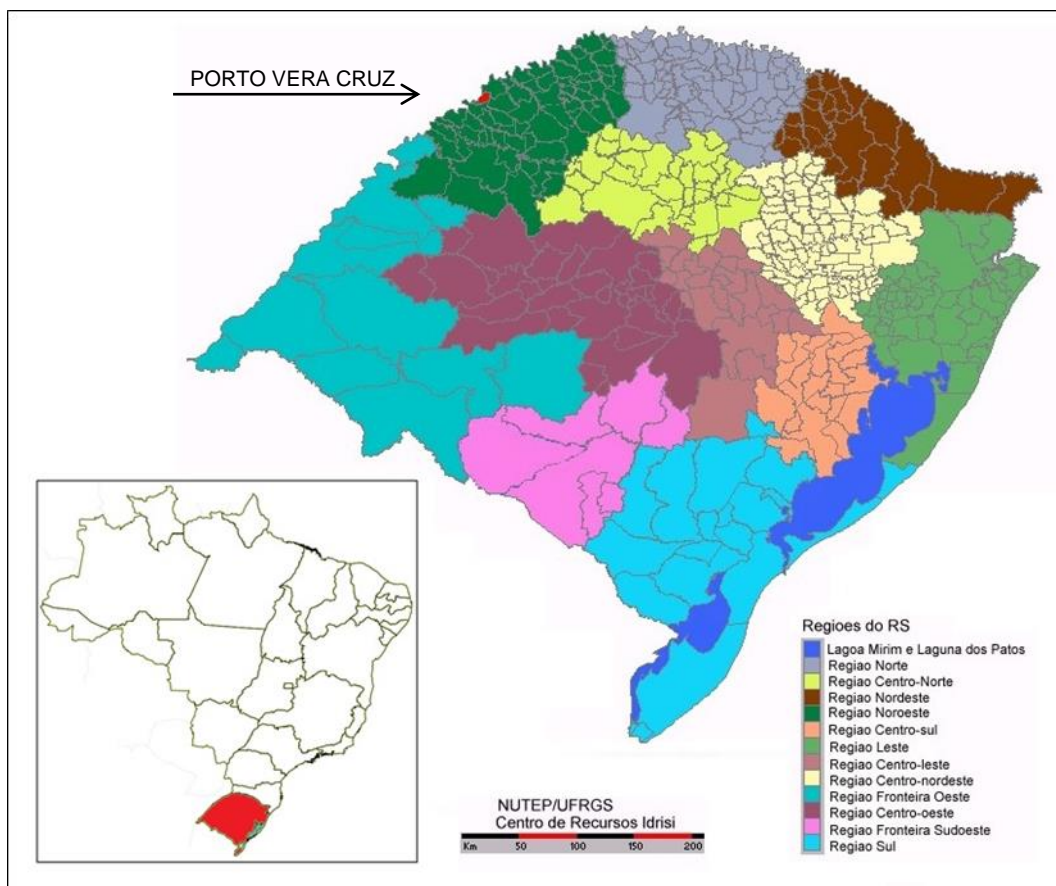 PORTO VERA CRUZ
Regioes do RS
Lagoa Mirim e Laguna dos Patos
Regiao Norte
Regiao Centro-Norte
Regiao Nordeste
Regiao Noroeste
Regiao Centro-sul
Regiao Leste
Regiao Centro-leste
Regiao Centro-nordeste
Regiao Fronteira Oeste
Regiao Centro-oeste
Regiao Fronteira Sudoeste
Regiao Sul
NUTEP/UFRGS
Centro de Recursos Idrisi
Km 50 100 150 200